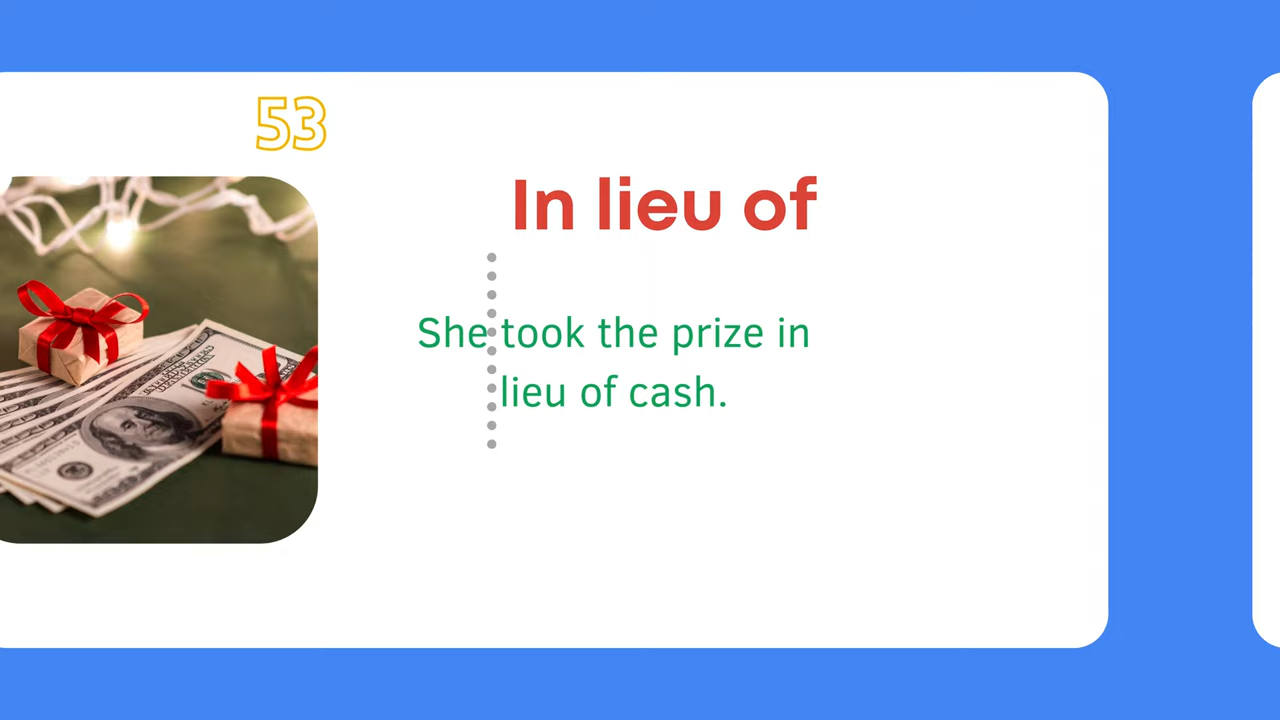 53
In lieu of
She took the prize in
lieu of cash.